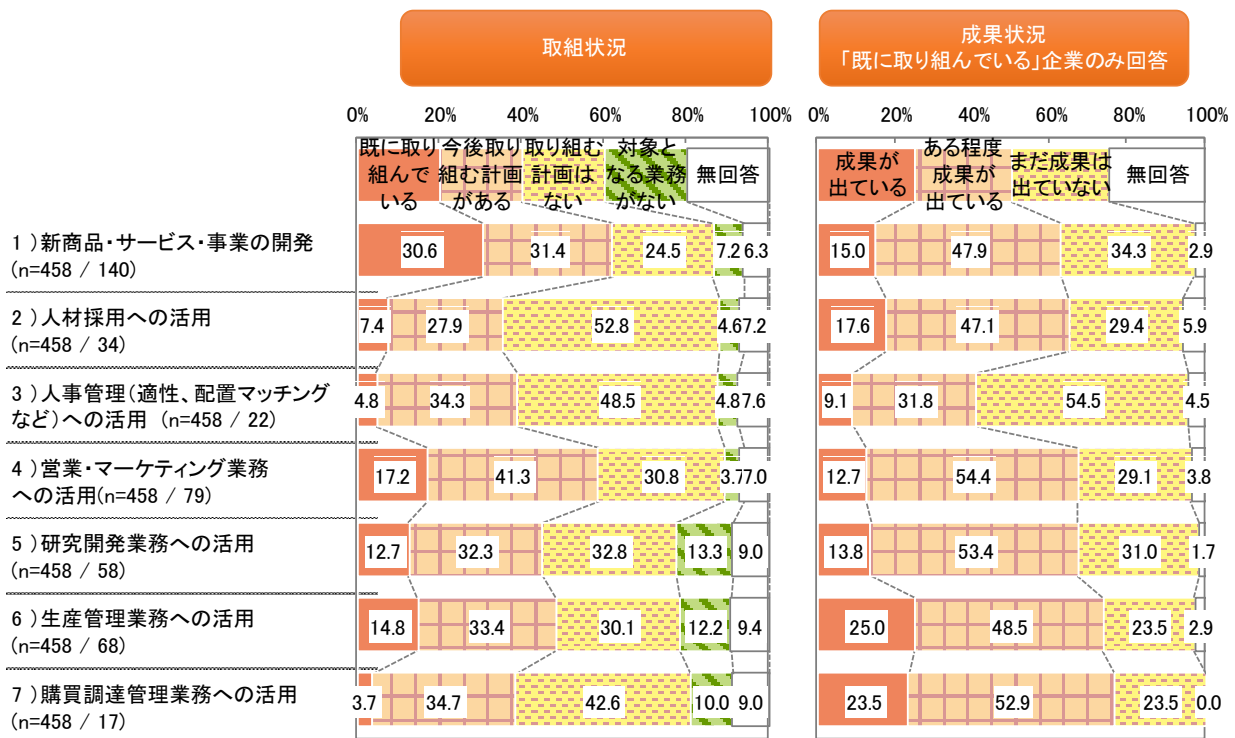 取組状況
成果状況
「既に取り組んでいる」企業のみ回答
0% 20% 40% 60% 80% 100%
0% 20% 40% 60% 80% 100%
既に取り
組んで
いる
今後取り
組む計画
がある
取り組む
計画は
ない
対象と
なる業務
がない
無回答
成果が
出ている
ある程度
成果が
出ている
まだ成果は
出ていない
無回答
1）新商品・サービス・事業の開発
(n=458 / 140)
30.6 31.4 24.5 7.2 6.3
15.0 47.9 34.3 2.9
2）人材採用への活用
(n=458 / 34)
7.4 27.9 52.8 4.6 7.2
17.6 47.1 29.4 5.9
3）人事管理（適性、配置マッチング
など）への活用 (n=458 / 22)
4.8 34.3 48.5 4.8 7.6
9.1 31.8 54.5 4.5
4）営業・マーケティング業務
への活用(n=458 / 79)
17.2 41.3 30.8 3.7 7.0
12.7 54.4 29.1 3.8
5）研究開発業務への活用
(n=458 / 58)
12.7 32.3 32.8 13.3 9.0
13.8 53.4 31.0 1.7
6）生産管理業務への活用
(n=458 / 68)
14.8 33.4 30.1 12.2 9.4
25.0 48.5 23.5 2.9
7）購買調達管理業務への活用
(n=458 / 17)
3.7 34.7 42.6 10.0 9.0
23.5 52.9 23.5 0.0